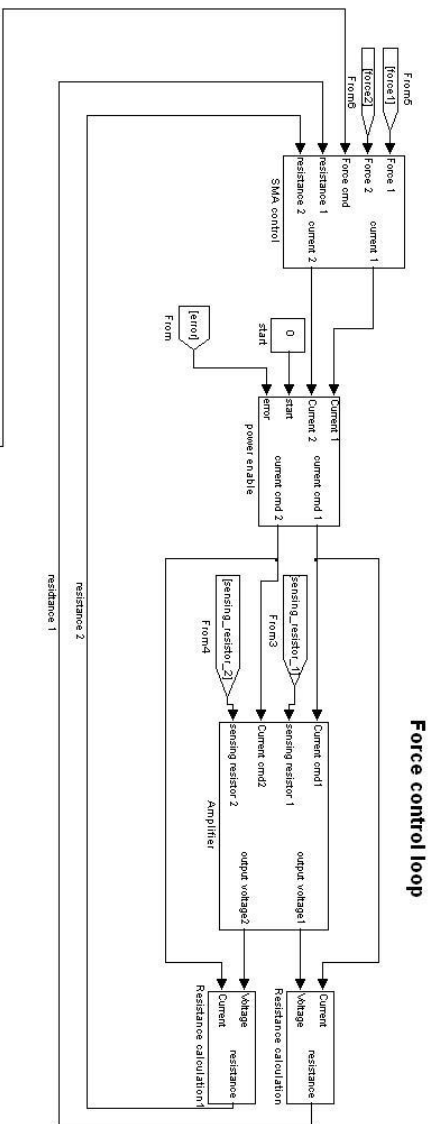 Force control loop
From5
[force1]
[force2]
From6
Force 1
Force 2
Force cmd
resistance 1
resistance 2
current 1
current 2
SMA control
0
start
[error]
From
Current 1
Current 2
start
error
current cmd 1
current cmd 2
power enable
sensing_resistor_1]
From3
[sensing_resistor_2]
From4
Current cmd1
sensing resistor 1
Current cmd2
sensing resistor 2
output voltage1
output voltage2
Amplifier
Current
Voltage
resistance
Resistance calculation
Voltage
Current
resistance
Resistance calculation1
resistance 2
residtance 1